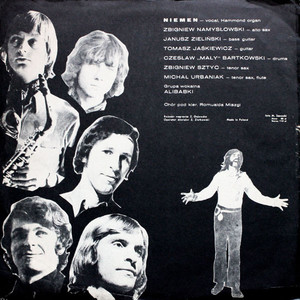 NIEMEN — vocal, Hammond organ
ZBIGNIEW NAMYSŁOWSKI — alto sax
JANUSZ ZIELIŃSKI — bass guitar
TOMASZ JAŚKIEWICZ — guitar
CZESŁAW „MAŁY" BARTKOWSKI — drums
ZBIGNIEW SZTYC — tenor sax
MICHAŁ URBANIAK — tenor sax, flute
Grupa wokalna
ALIBABKI
Chór pod kier. Romualda Miazgi
Made in Poland